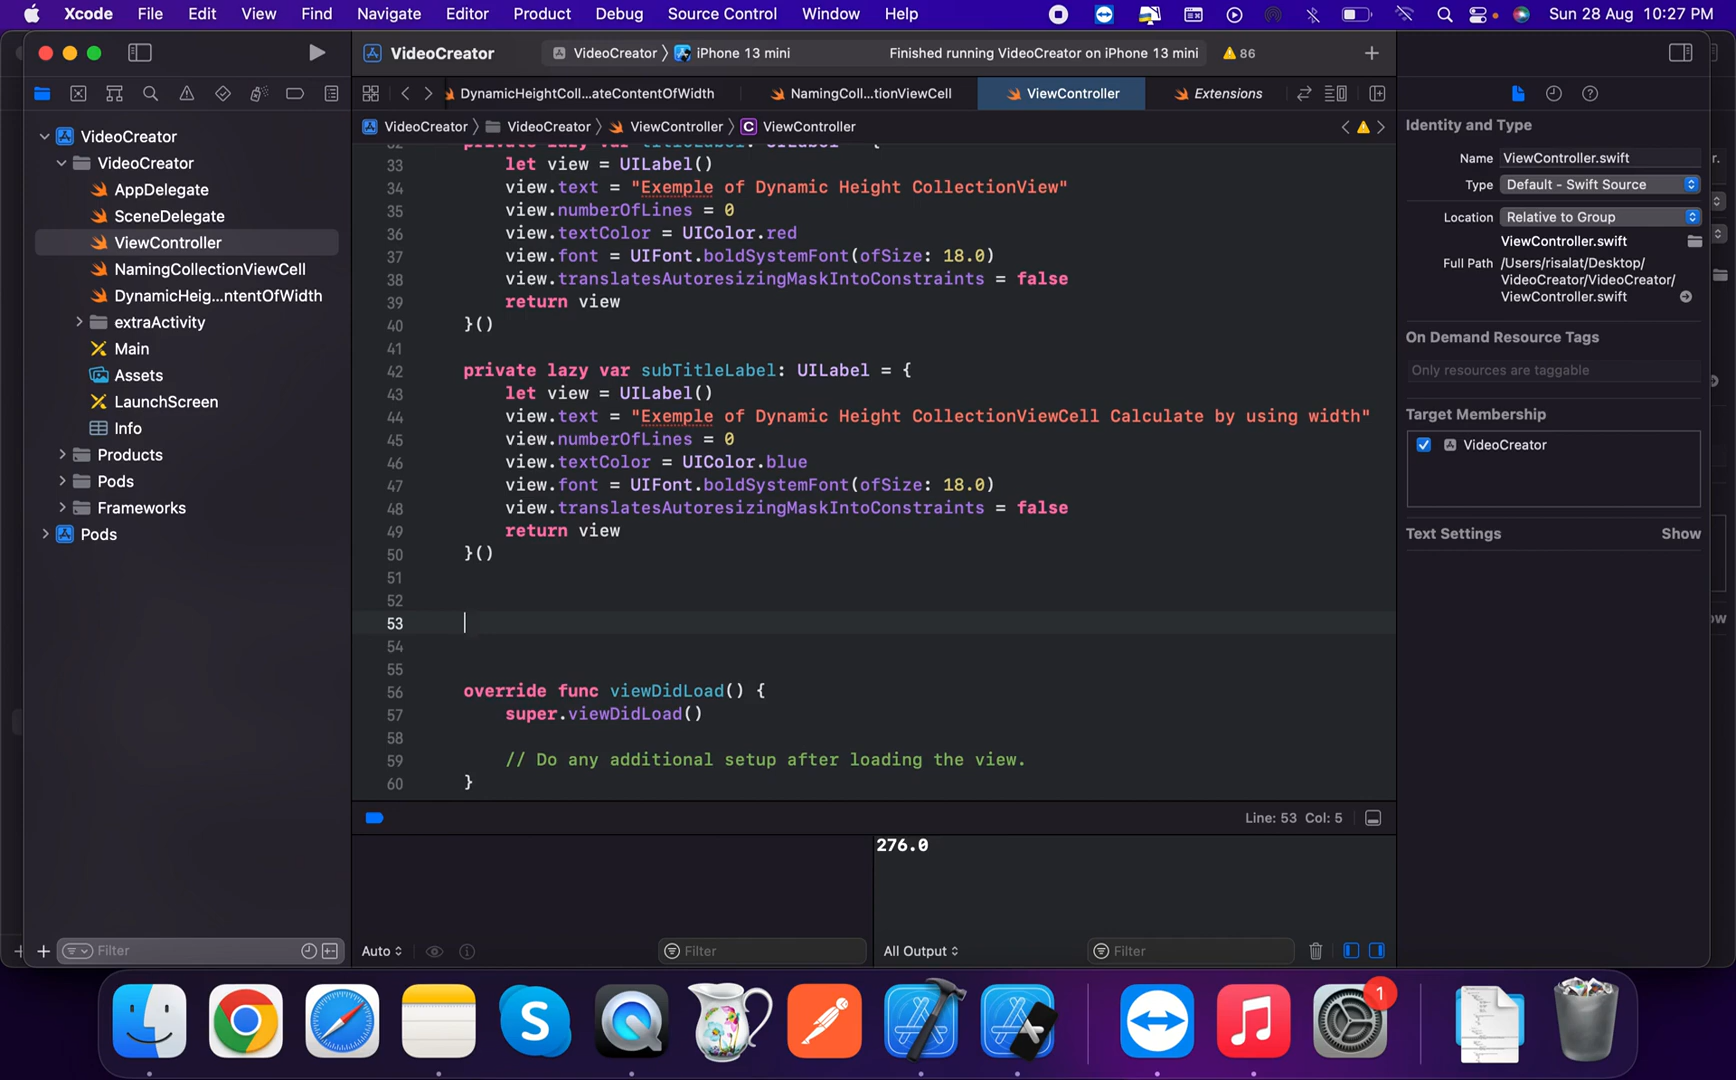 Xcode File Edit View Find Navigate Editor Product Debug Source Control Window Help Sun 28 Aug 10:27 PM
VideoCreator VideoCreator iPhone 13 mini Finished running VideoCreator on iPhone 13 mini 86
DynamicHeightColl...ateContentOfWidth NamingColl...tionViewCell ViewController Extensions
VideoCreator VideoCreator ViewController C ViewController
VideoCreator
VideoCreator
AppDelegate
SceneDelegate
ViewController
NamingCollectionViewCell
DynamicHeig...ntentOfWidth
extraActivity
Main
Assets
LaunchScreen
Info
Products
Pods
Frameworks
Pods
Filter
32 private lazy var titleLabel: UILabel = {
33 let view = UILabel()
34 view.text = "Exemple of Dynamic Height CollectionView"
35 view.numberOfLines = 0
36 view.textColor = UIColor.red
37 view.font = UIFont.boldSystemFont(ofSize: 18.0)
38 view.translatesAutoresizingMaskIntoConstraints = false
39 return view
40 }()
41
42 private lazy var subTitleLabel: UILabel = {
43 let view = UILabel()
44 view.text = "Exemple of Dynamic Height CollectionViewCell Calculate by using width"
45 view.numberOfLines = 0
46 view.textColor = UIColor.blue
47 view.font = UIFont.boldSystemFont(ofSize: 18.0)
48 view.translatesAutoresizingMaskIntoConstraints = false
49 return view
50 }()
51
52
53
54
55
56 override func viewDidLoad() {
57 super.viewDidLoad()
58
59 // Do any additional setup after loading the view.
60 }
Line: 53 Col: 5
276.0
Auto Filter All Output Filter
Identity and Type
Name ViewController.swift
Type Default - Swift Source
Location Relative to Group
ViewController.swift
Full Path /Users/risalat/Desktop/
VideoCreator/VideoCreator/
ViewController.swift
On Demand Resource Tags
Only resources are taggable
Target Membership
VideoCreator
Text Settings Show
S
1